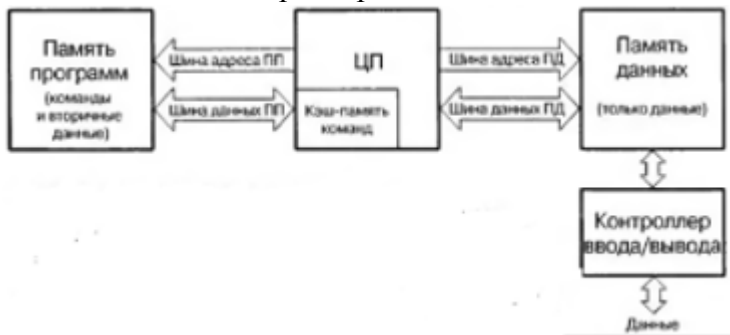 Память
программ
(команды
и вторичные
данные)
Шина адреса ПП
Шина данных ПП
ЦП
Кэш-память
команд
Шина адреса ПД
Шина данных ПД
Память
данных
(только данные)
Контроллер
ввода/вывода
Данные